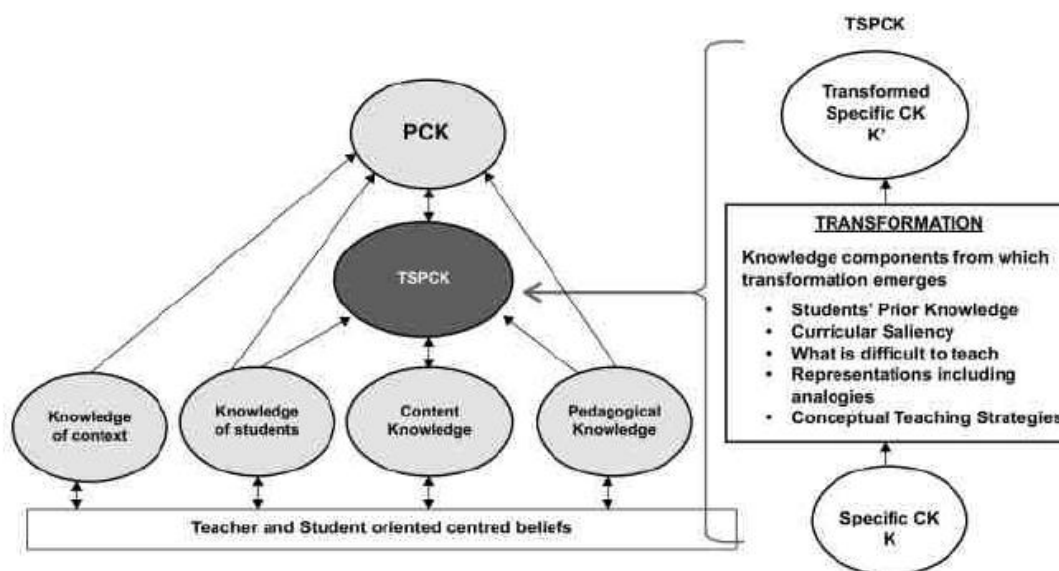 TSPCK
PCK
Transformed
Specific CK
K'
TSPCK
TRANSFORMATION
Knowledge components from which
transformation emerges
• Students' Prior Knowledge
• Curricular Saliency
• What is difficult to teach
• Representations including
analogies
• Conceptual Teaching Strategies
Knowledge
of context
Knowledge
of students
Content
Knowledge
Pedagogical
Knowledge
Specific CK
K
Teacher and Student oriented centred beliefs